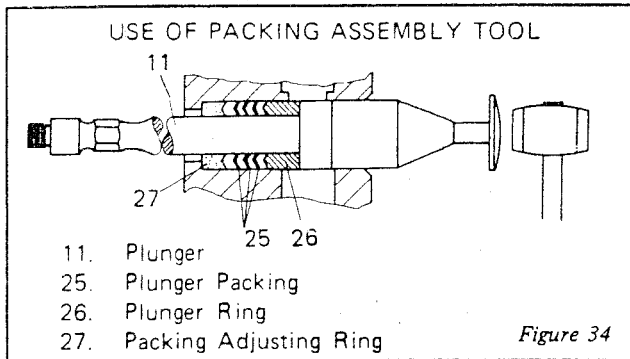 USE OF PACKING ASSEMBLY TOOL
11
27
25 26
11. Plunger
25. Plunger Packing
26. Plunger Ring
27. Packing Adjusting Ring
Figure 34